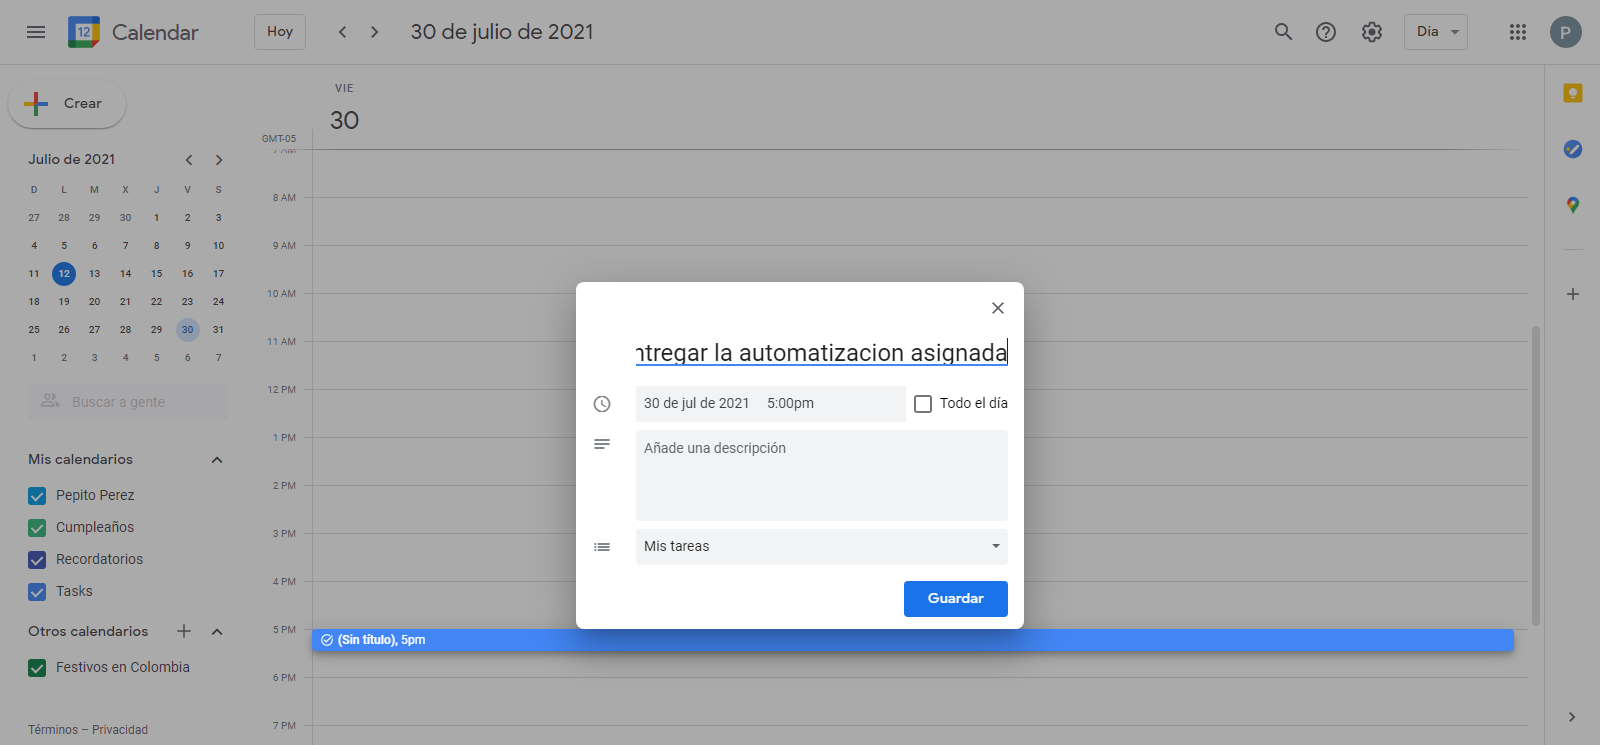 12
Calendar
Hoy
30 de julio de 2021
Día
P
Crear
VIE
30
GMT-05
Julio de 2021
D L M X J V S
27 28 29 30 1 2 3
4 5 6 7 8 9 10
11 12 13 14 15 16 17
18 19 20 21 22 23 24
25 26 27 28 29 30 31
1 2 3 4 5 6 7
Buscar a gente
Mis calendarios
Pepito Perez
Cumpleaños
Recordatorios
Tasks
Otros calendarios
Festivos en Colombia
Términos – Privacidad
7 AM
8 AM
9 AM
10 AM
11 AM
12 PM
1 PM
2 PM
3 PM
4 PM
5 PM
6 PM
7 PM
ntregar la automatizacion asignada
30 de jul de 2021 5:00pm
Todo el día
Añade una descripción
Mis tareas
Guardar
(Sin título), 5pm